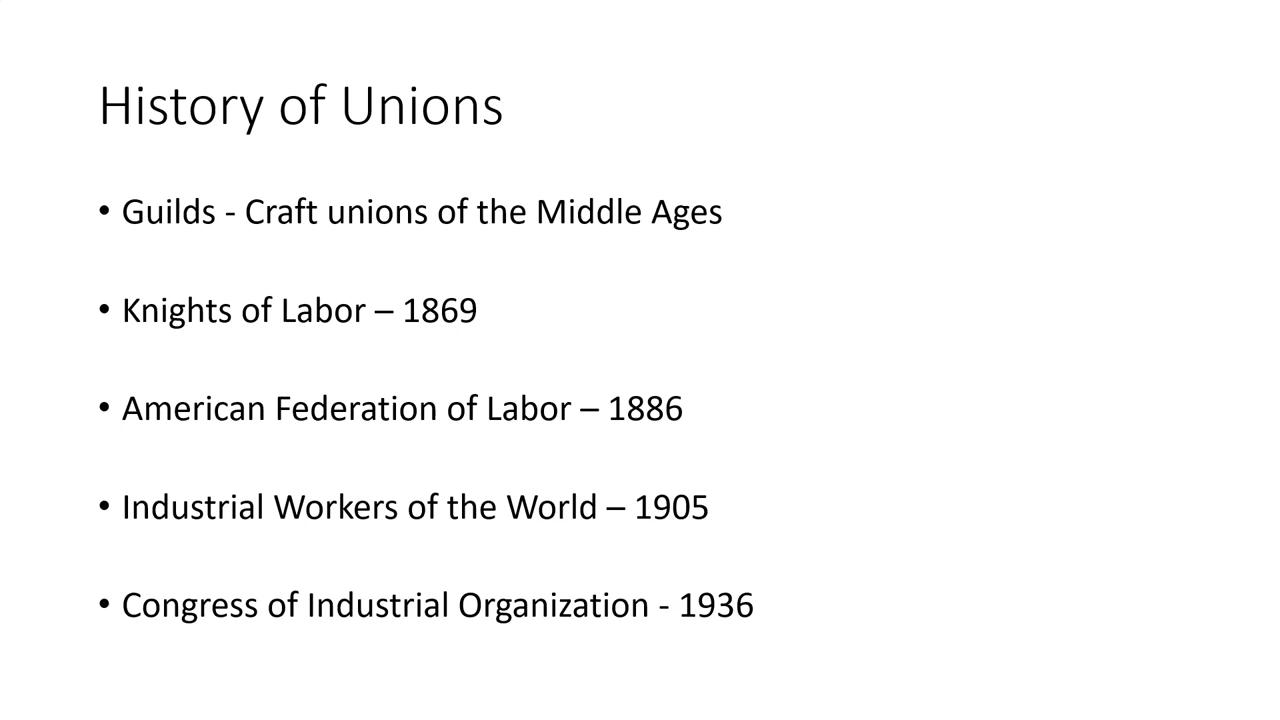 History of Unions
• Guilds - Craft unions of the Middle Ages
• Knights of Labor – 1869
• American Federation of Labor – 1886
• Industrial Workers of the World – 1905
• Congress of Industrial Organization - 1936